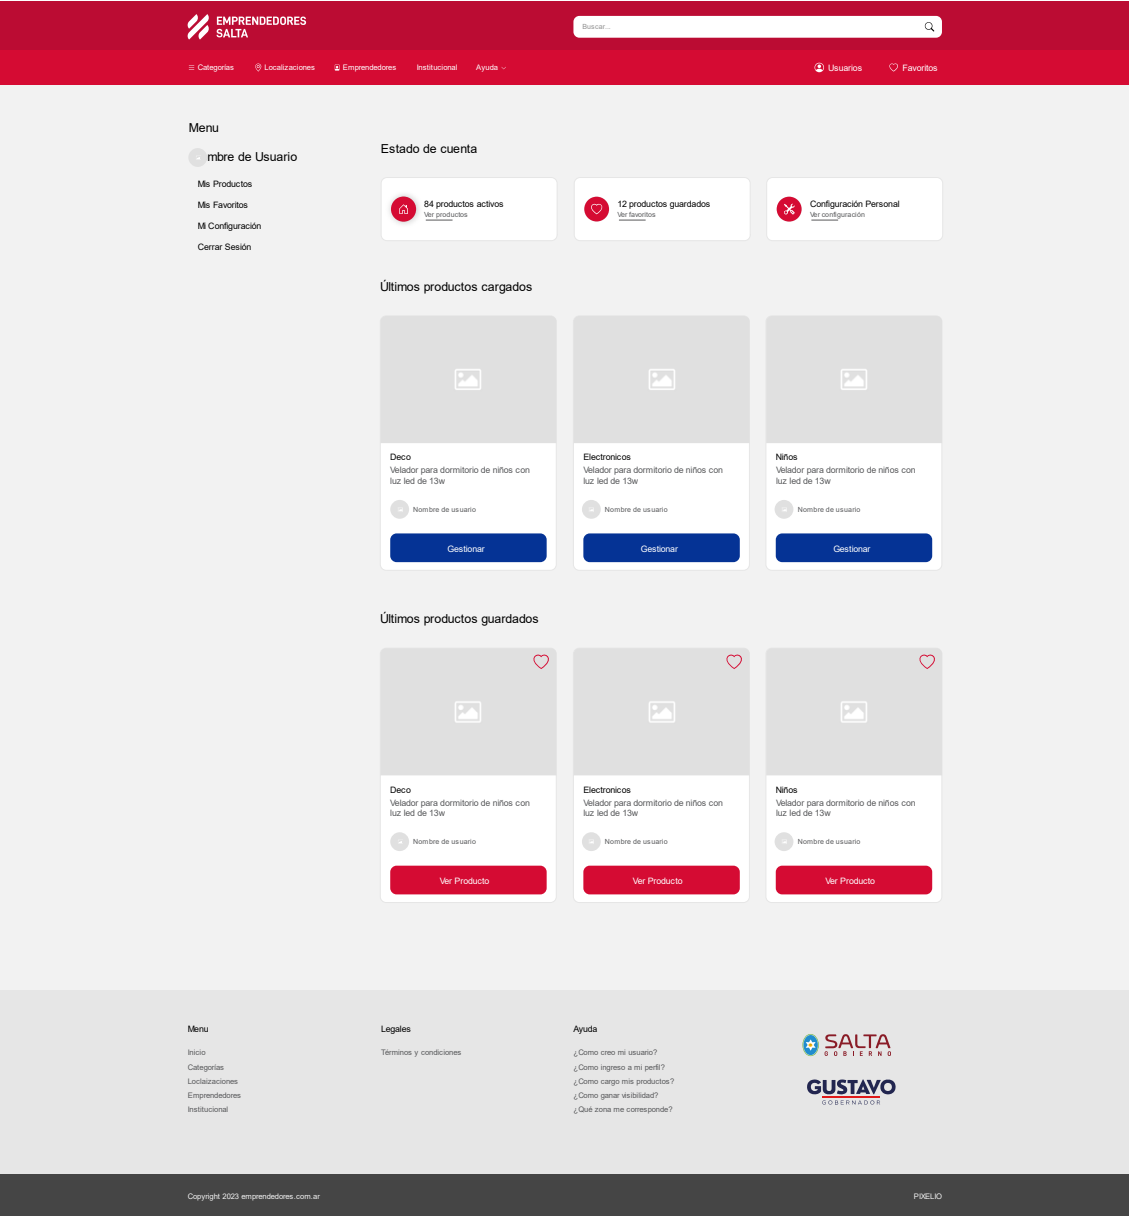 EMPRENDEDORES
SALTA
Buscar...
Categorías
Localizaciones
Emprendedores
Institucional
Ayuda
Usuarios
Favoritos
Menu
mbre de Usuario
Mis Productos
Mis Favoritos
Mi Configuración
Cerrar Sesión
Estado de cuenta
84 productos activos
Ver productos
12 productos guardados
Ver favoritos
Configuración Personal
Ver configuración
Últimos productos cargados
Deco
Velador para dormitorio de niños con
luz led de 13w
Nombre de usuario
Gestionar
Electronicos
Velador para dormitorio de niños con
luz led de 13w
Nombre de usuario
Gestionar
Niños
Velador para dormitorio de niños con
luz led de 13w
Nombre de usuario
Gestionar
Últimos productos guardados
Deco
Velador para dormitorio de niños con
luz led de 13w
Nombre de usuario
Ver Producto
Electronicos
Velador para dormitorio de niños con
luz led de 13w
Nombre de usuario
Ver Producto
Niños
Velador para dormitorio de niños con
luz led de 13w
Nombre de usuario
Ver Producto
Menu
Inicio
Categorías
Loclaizaciones
Emprendedores
Institucional
Legales
Términos y condiciones
Ayuda
¿Como creo mi usuario?
¿Como ingreso a mi perfil?
¿Como cargo mis productos?
¿Como ganar visibilidad?
¿Qué zona me corresponde?
SALTA
GOBIERNO
GUSTAVO
GOBERNADOR
Copyright 2023 emprendedores.com.ar
PIXELIO